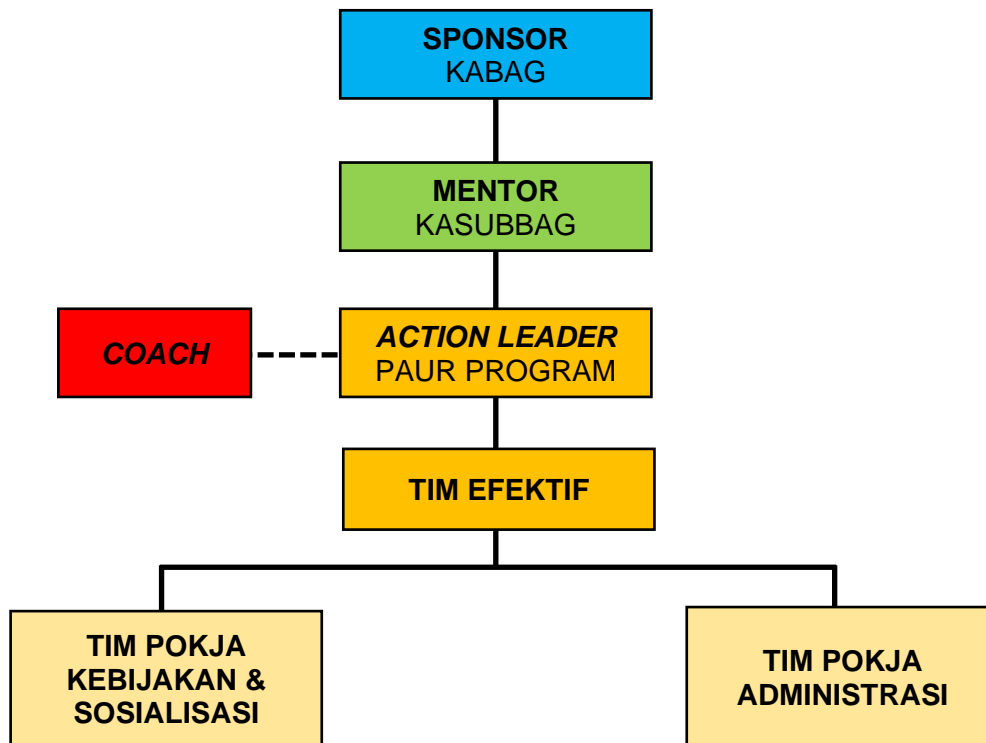 SPONSOR
KABAG
MENTOR
KASUBBAG
COACH
ACTION LEADER
PAUR PROGRAM
TIM EFEKTIF
TIM POKJA
KEBIJAKAN &
SOSIALISASI
TIM POKJA
ADMINISTRASI